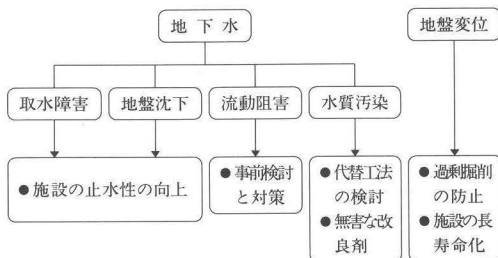 地下水
地盤変位
取水障害
地盤沈下
流動阻害
水質汚染
●施設の止水性の向上
●事前検討
と対策
●代替工法
の検討
●無害な改
良剤
●過剰掘削
の防止
●施設の長
寿命化